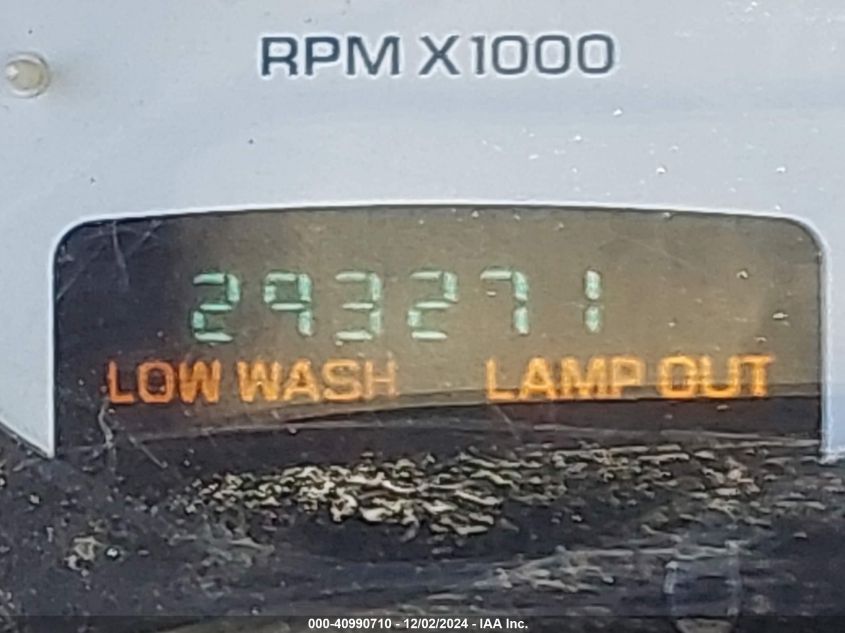 RPM X1000
293271
LOW WASH LAMP OUT
000-40990710 - 12/02/2024 - IAA Inc.